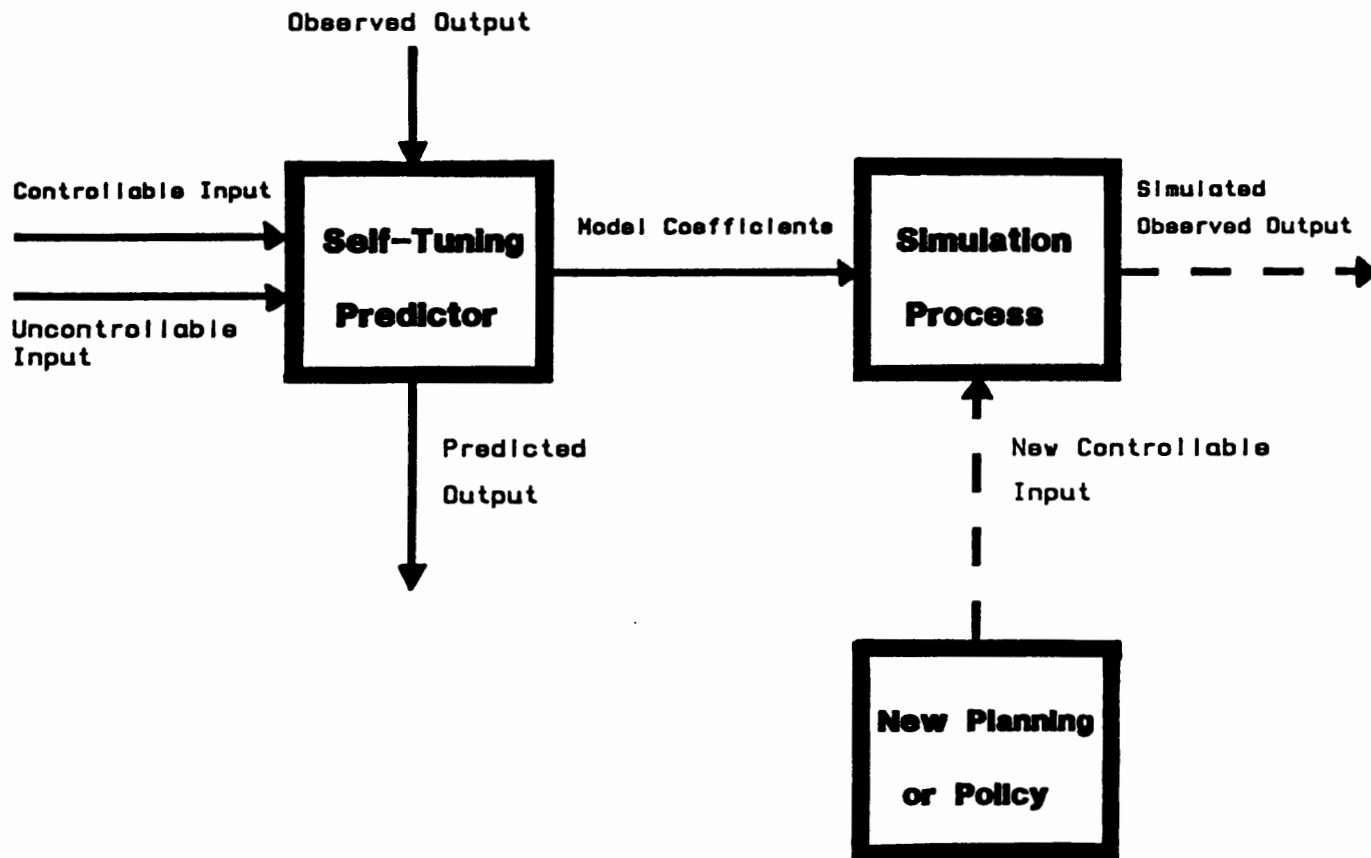 Observed Output
Controllable Input
Uncontrollable
Input
Self-Tuning
Predictor
Model Coefficients
Simulation
Process
Simulated
Observed Output
Predicted
Output
New Controllable
Input
New Planning
or Policy